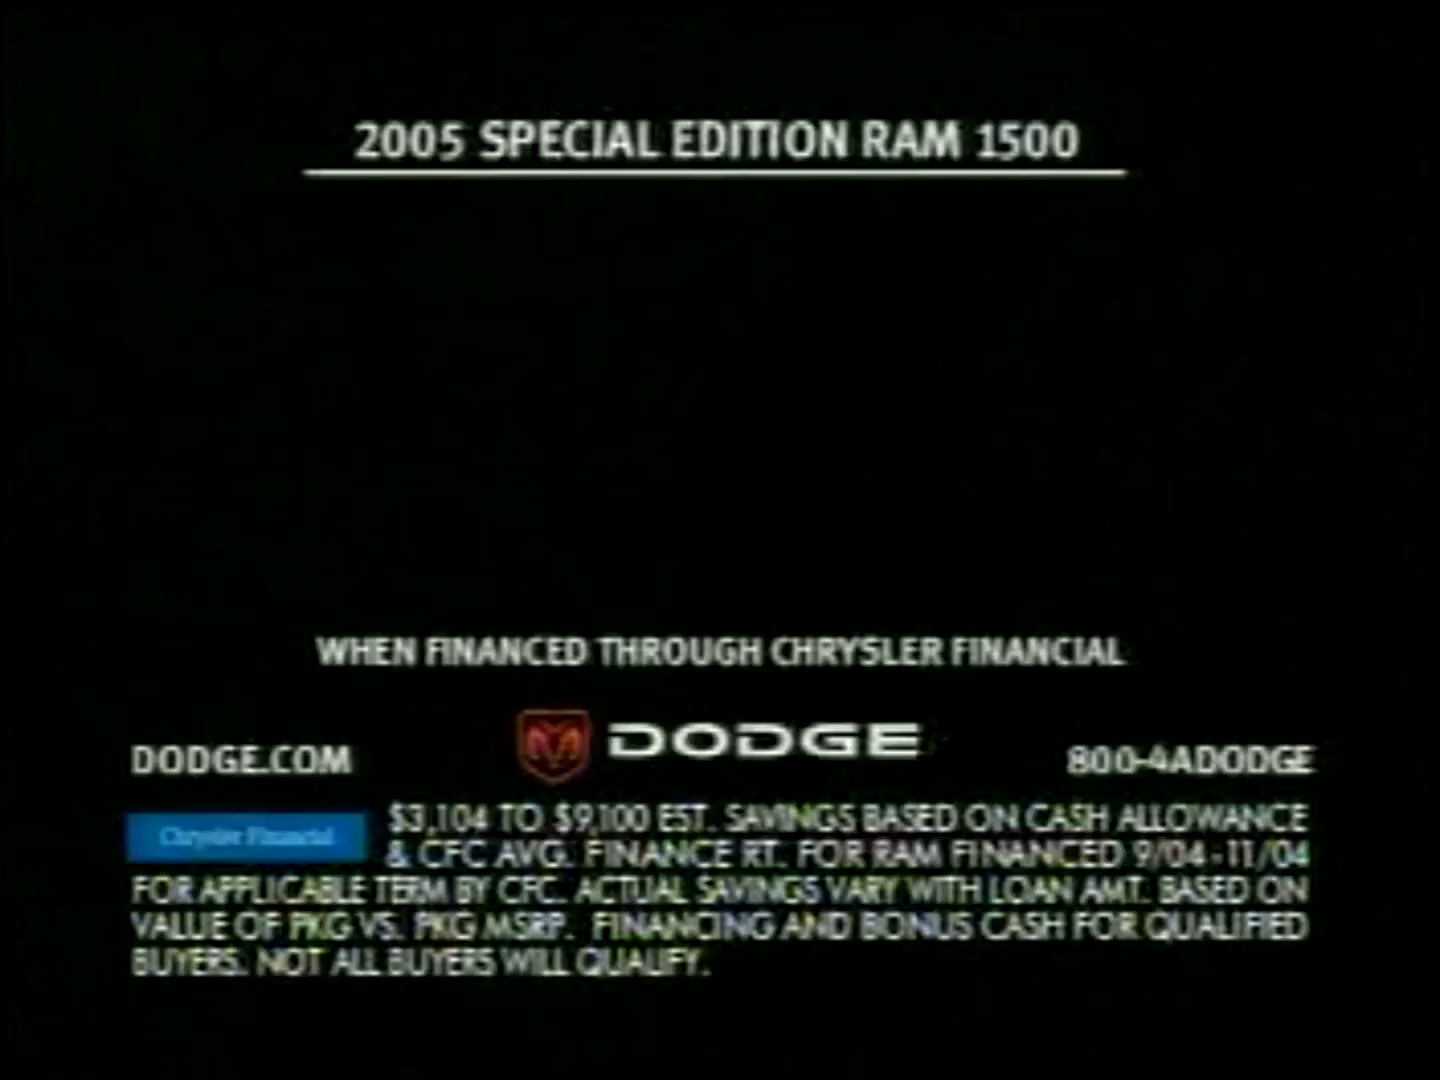 2005 SPECIAL EDITION RAM 1500
WHEN FINANCED THROUGH CHRYSLER FINANCIAL
DODGE.COM
DODGE
800-4ADODGE
Chrysler Financial
$3,104 TO $9,100 EST. SAVINGS BASED ON CASH ALLOWANCE
& CFC AVG. FINANCE RT. FOR RAM FINANCED 9/04-11/04
FOR APPLICABLE TERM BY CFC. ACTUAL SAVINGS VARY WITH LOAN AMT. BASED ON
VALUE OF PKG VS. PKG MSRP. FINANCING AND BONUS CASH FOR QUALIFIED
BUYERS. NOT ALL BUYERS WILL QUALIFY.